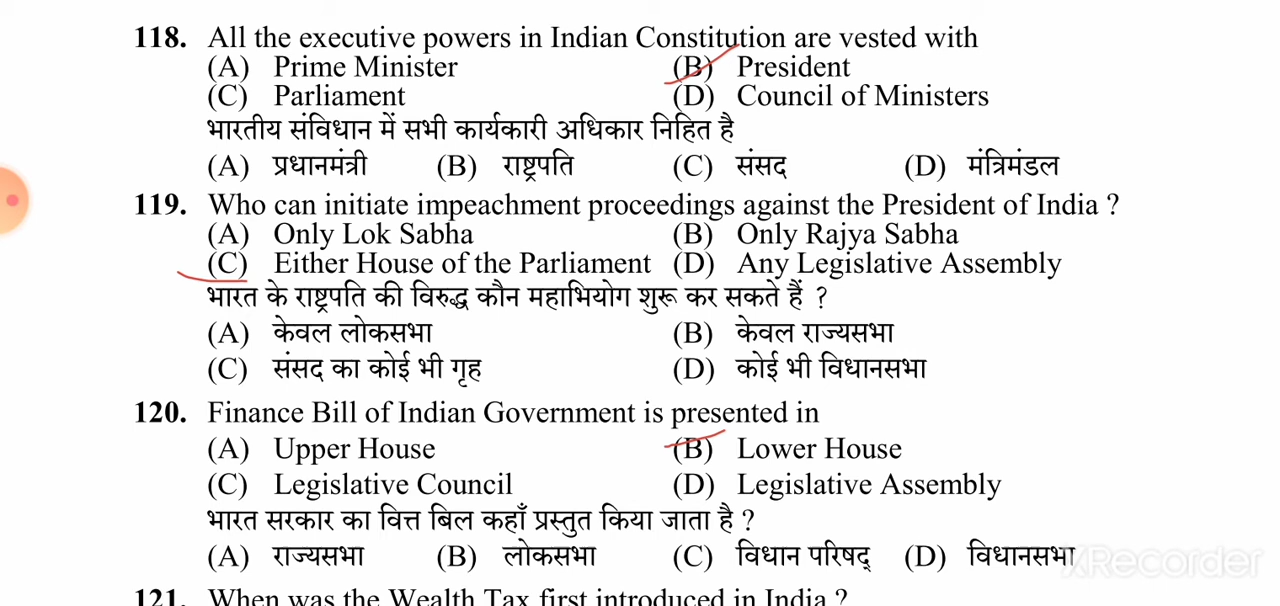 118. All the executive powers in Indian Constitution are vested with
(A) Prime Minister (B) President
(C) Parliament (D) Council of Ministers
भारतीय संविधान में सभी कार्यकारी अधिकार निहित है
(A) प्रधानमंत्री (B) राष्ट्रपति (C) संसद (D) मंत्रिमंडल
119. Who can initiate impeachment proceedings against the President of India ?
(A) Only Lok Sabha (B) Only Rajya Sabha
(C) Either House of the Parliament (D) Any Legislative Assembly
भारत के राष्ट्रपति की विरुद्ध कौन महाभियोग शुरू कर सकते हैं ?
(A) केवल लोकसभा (B) केवल राज्यसभा
(C) संसद का कोई भी गृह (D) कोई भी विधानसभा
120. Finance Bill of Indian Government is presented in
(A) Upper House (B) Lower House
(C) Legislative Council (D) Legislative Assembly
भारत सरकार का वित्त बिल कहाँ प्रस्तुत किया जाता है ?
(A) राज्यसभा (B) लोकसभा (C) विधान परिषद् (D) विधानसभा
XRecorder
121. When was the Wealth Tax first introduced in India ?